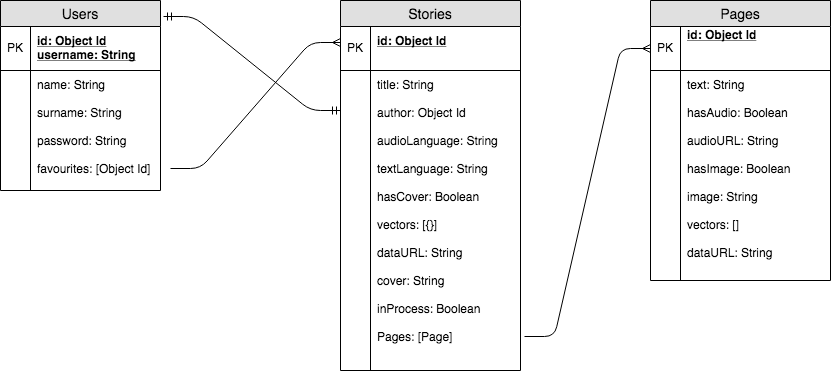 Users
PK
id: Object Id
username: String
name: String
surname: String
password: String
favourites: [Object Id]
Stories
PK
id: Object Id
title: String
author: Object Id
audioLanguage: String
textLanguage: String
hasCover: Boolean
vectors: [{}]
dataURL: String
cover: String
inProcess: Boolean
Pages: [Page]
Pages
PK
id: Object Id
text: String
hasAudio: Boolean
audioURL: String
hasImage: Boolean
image: String
vectors: []
dataURL: String